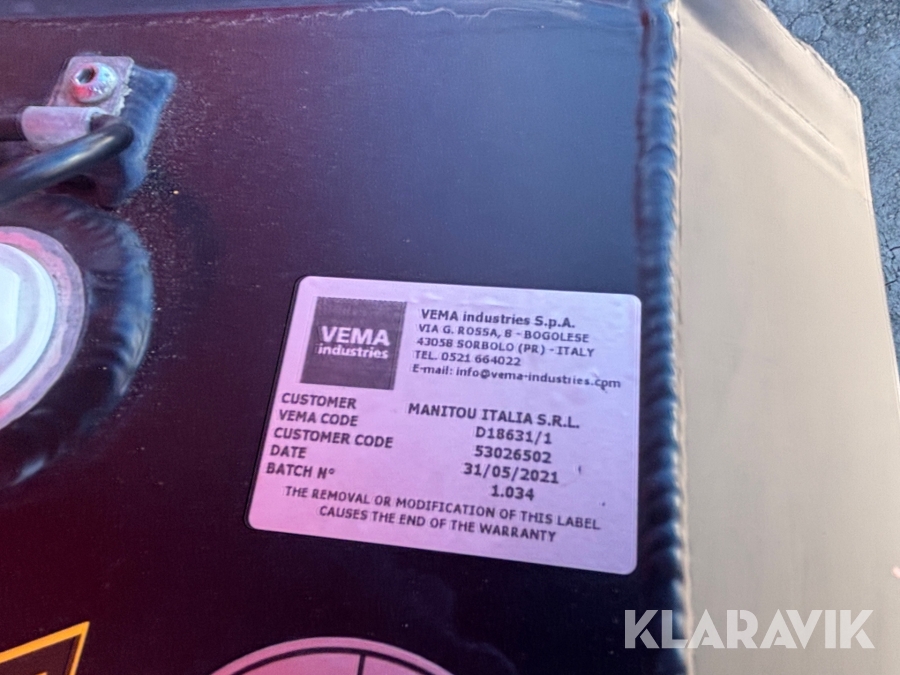 VEMA
industries
VEMA industries S.p.A.
VIA G. ROSSA, 8 - BOGOLESE
43058 SORBOLO (PR) - ITALY
TEL. 0521 664022
E-mail: info@vema-industries.com
CUSTOMER MANITOU ITALIA S.R.L.
VEMA CODE D18631/1
CUSTOMER CODE 53026502
DATE 31/05/2021
BATCH N° 1.034
THE REMOVAL OR MODIFICATION OF THIS LABEL
CAUSES THE END OF THE WARRANTY
KLARAVIK